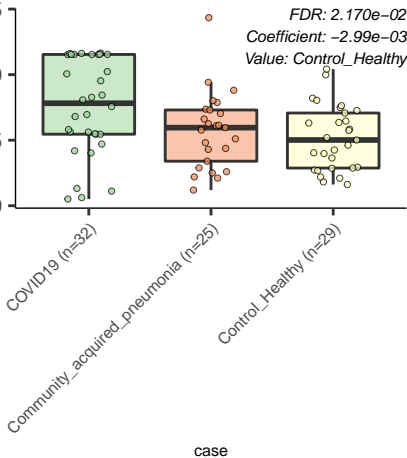 FDR: 2.170e−02
Coefficient: −2.99e−03
Value: Control_Healthy
COVID19 (n=32)
Community_acquired_pneumonia (n=25)
Control_Healthy (n=29)
case